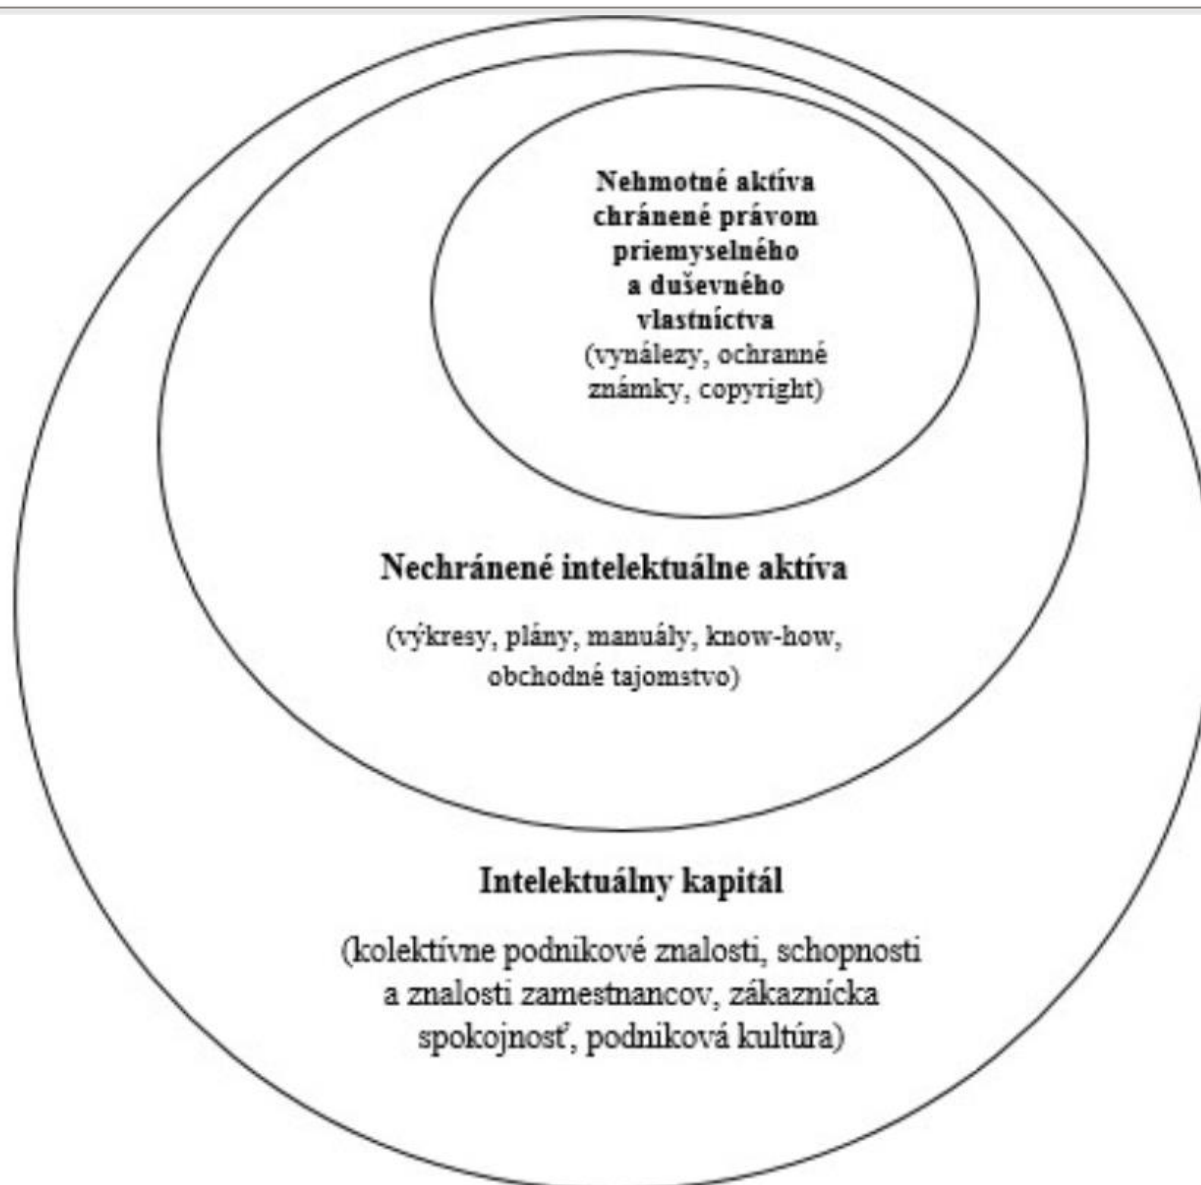 Nehmotné aktíva
chránené právom
priemyselného
a duševného
vlastníctva
(vynálezy, ochranné
známky, copyright)
Nechránené intelektuálne aktíva
(výkresy, plány, manuály, know-how,
obchodné tajomstvo)
Intelektuálny kapitál
(kolektívne podnikové znalosti, schopnosti
a znalosti zamestnancov, zákaznícka
spokojnosť, podniková kultúra)